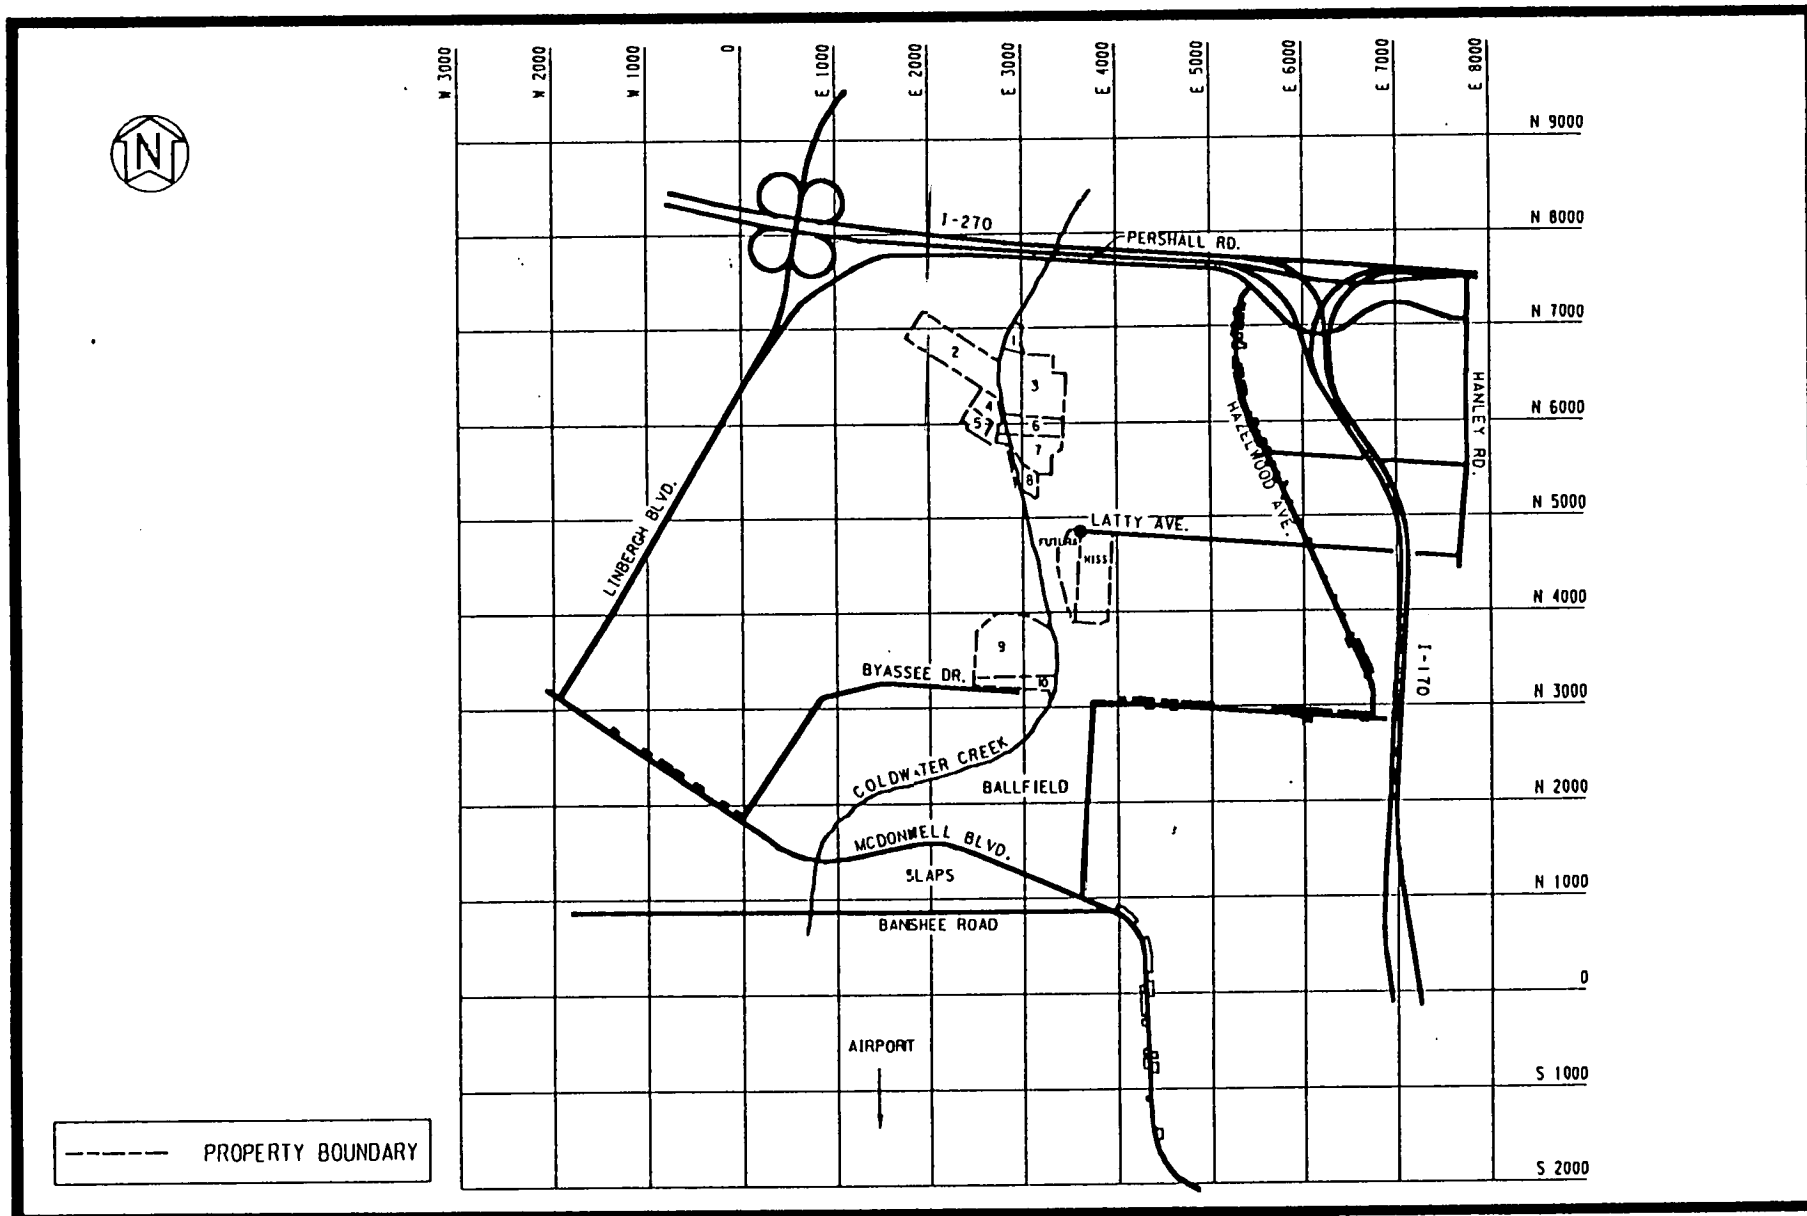 W 3000
W 2000
W 1000
0
E 1000
E 2000
E 3000
E 4000
E 5000
E 6000
E 7000
E 8000
N
N 9000
N 8000
I-270
PERSHALL RD.
N 7000
1
2
3
HANLEY RD.
4
N 6000
HAZELWOOD AVE.
5
6
7
8
N 5000
LINBERGH BLVD.
LATTY AVE.
FUTURA
HISS
N 4000
9
BYASSEE DR.
10
I-170
N 3000
COLDWATER CREEK
BALLFIELD
N 2000
MCDONNELL BLVD.
SLAPS
N 1000
BANSHEE ROAD
0
AIRPORT
S 1000
PROPERTY BOUNDARY
S 2000